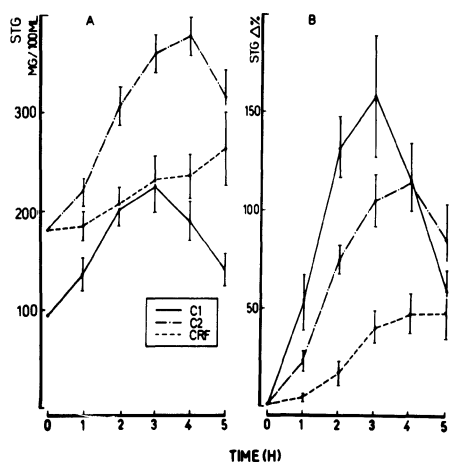 STG
MG/100ML
A
300
200
100
C1
C2
CRF
0 1 2 3 4 5
STG Δ%
B
150
100
50
0 1 2 3 4 5
TIME (H)